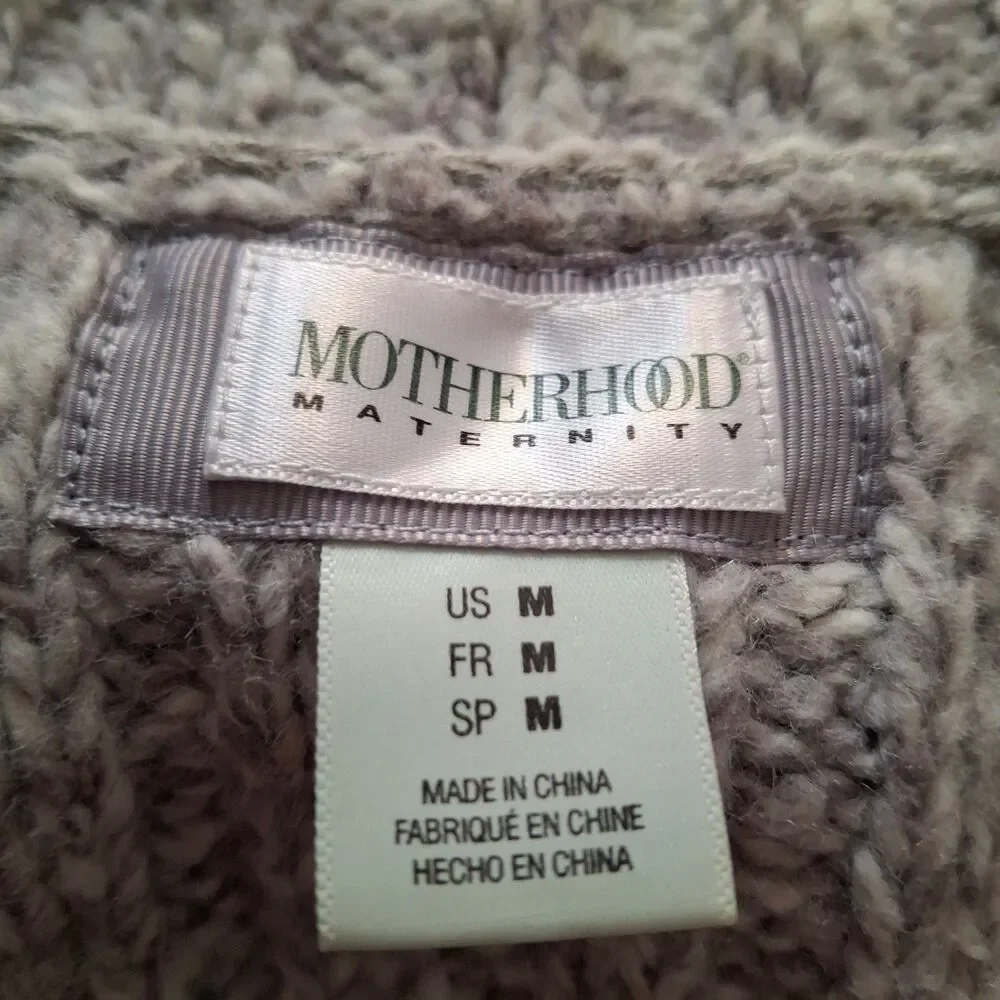 MOTHERHOOD®
MATERNITY
US M
FR M
SP M
MADE IN CHINA
FABRIQUÉ EN CHINE
HECHO EN CHINA